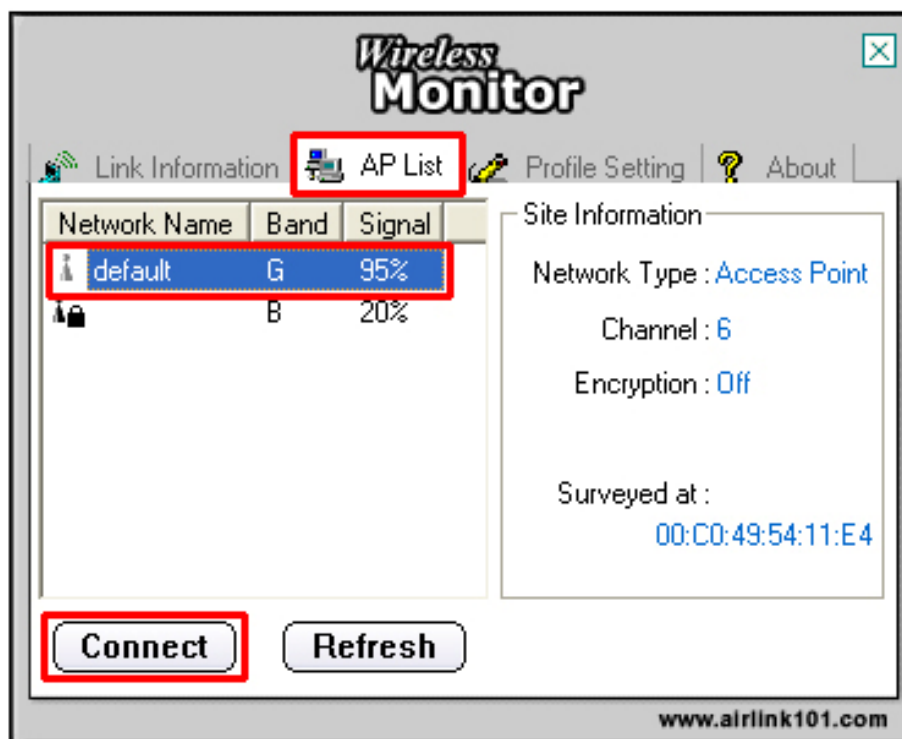 Wireless
Monitor
Link Information AP List Profile Setting ? About
Network Name Band Signal
default G 95%
B 20%
Site Information
Network Type : Access Point
Channel : 6
Encryption : Off
Surveyed at :
00:C0:49:54:11:E4
Connect Refresh
www.airlink101.com